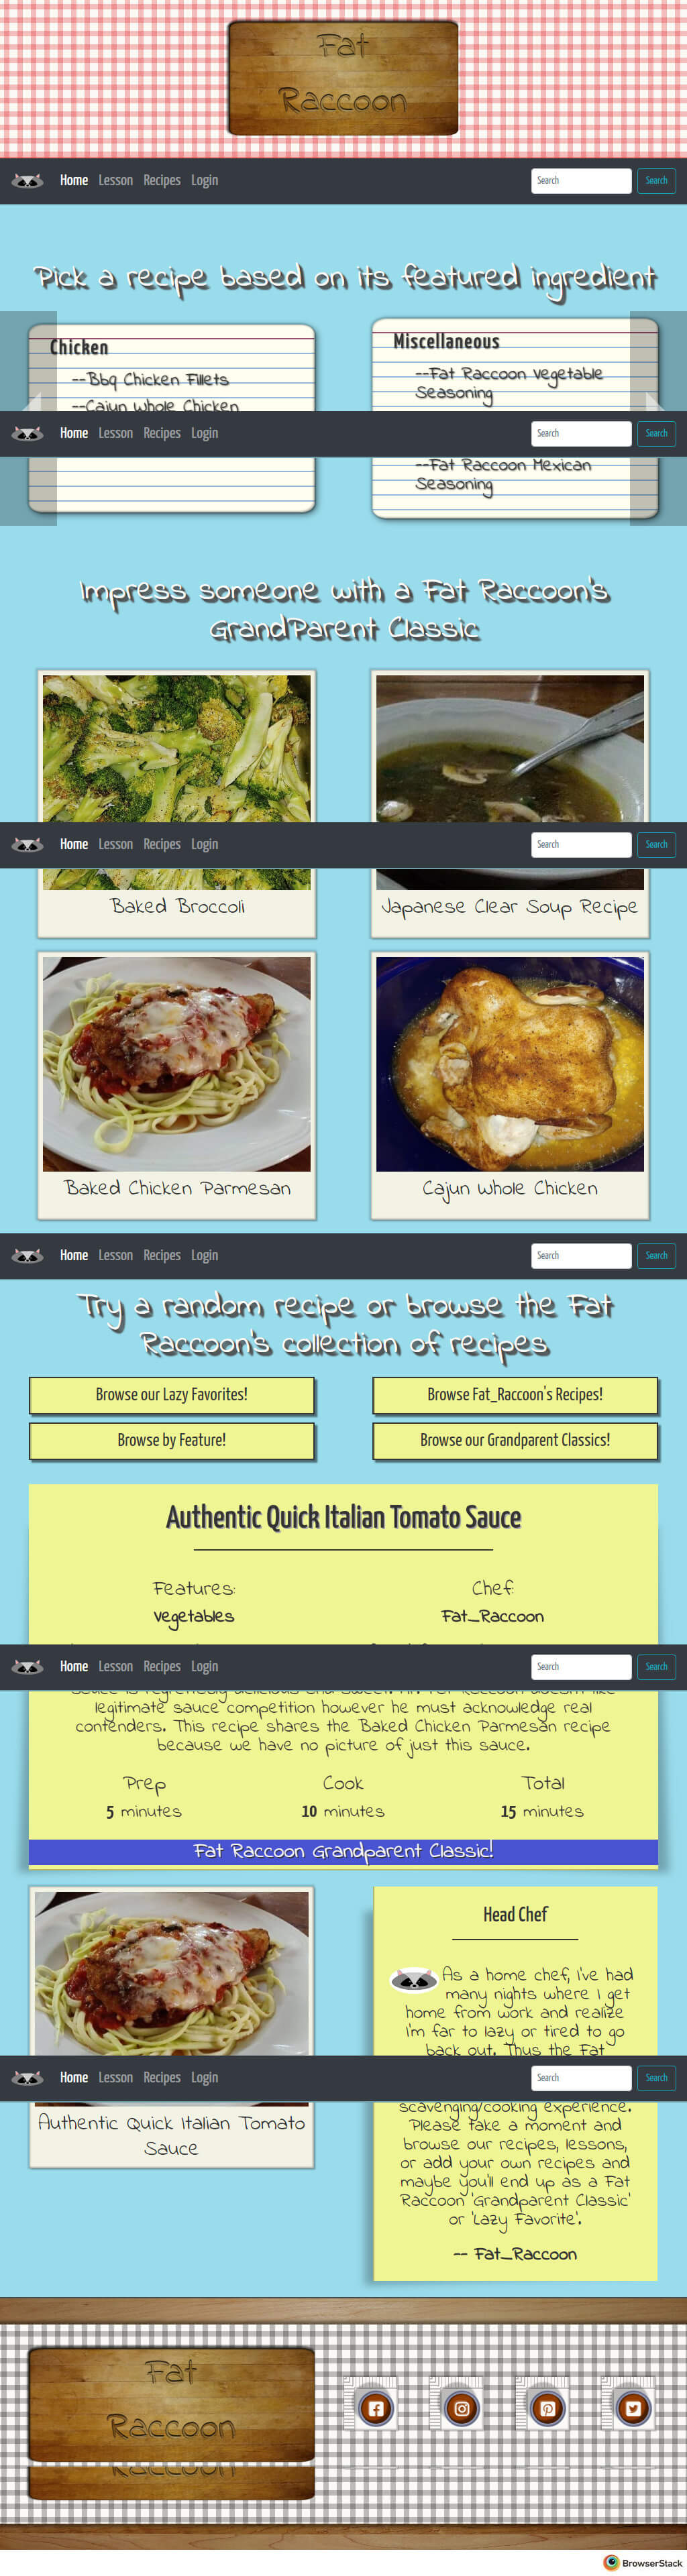 Fat
Raccoon
Home Lesson Recipes Login Search Search
Pick a recipe based on its featured ingredient
Chicken
--Bbq Chicken Fillets
--Cajun Whole Chicken
Miscellaneous
--Fat Raccoon Vegetable
Seasoning
Home Lesson Recipes Login Search Search
--Fat Raccoon Mexican
Seasoning
Impress someone with a Fat Raccoon's
GrandParent Classic
Home Lesson Recipes Login Search Search
Baked Broccoli
Japanese Clear Soup Recipe
Baked Chicken Parmesan
Cajun Whole Chicken
Home Lesson Recipes Login Search Search
Try a random recipe or browse the Fat
Raccoon's collection of recipes
Browse our Lazy Favorites!
Browse Fat_Raccoon's Recipes!
Browse by Feature!
Browse our Grandparent Classics!
Authentic Quick Italian Tomato Sauce
Features:
Vegetables
Chef:
Fat_Raccoon
Home Lesson Recipes Login Search Search
legitimate sauce competition however he must acknowledge real
contenders. This recipe shares the Baked Chicken Parmesan recipe
because we have no picture of just this sauce.
Prep
5 minutes
Cook
10 minutes
Total
15 minutes
Fat Raccoon Grandparent Classic!
Head Chef
As a home chef, I've had
many nights where I get
home from work and realize
I'm far to lazy or tired to go
back out. Thus the Fat
Home Lesson Recipes Login Search Search
scavenging/cooking experience.
Please take a moment and
browse our recipes, lessons,
or add your own recipes and
maybe you'll end up as a Fat
Raccoon 'Grandparent Classic'
or 'Lazy Favorite'.
-- Fat_Raccoon
Authentic Quick Italian Tomato
Sauce
Fat
Raccoon
Raccoon
BrowserStack